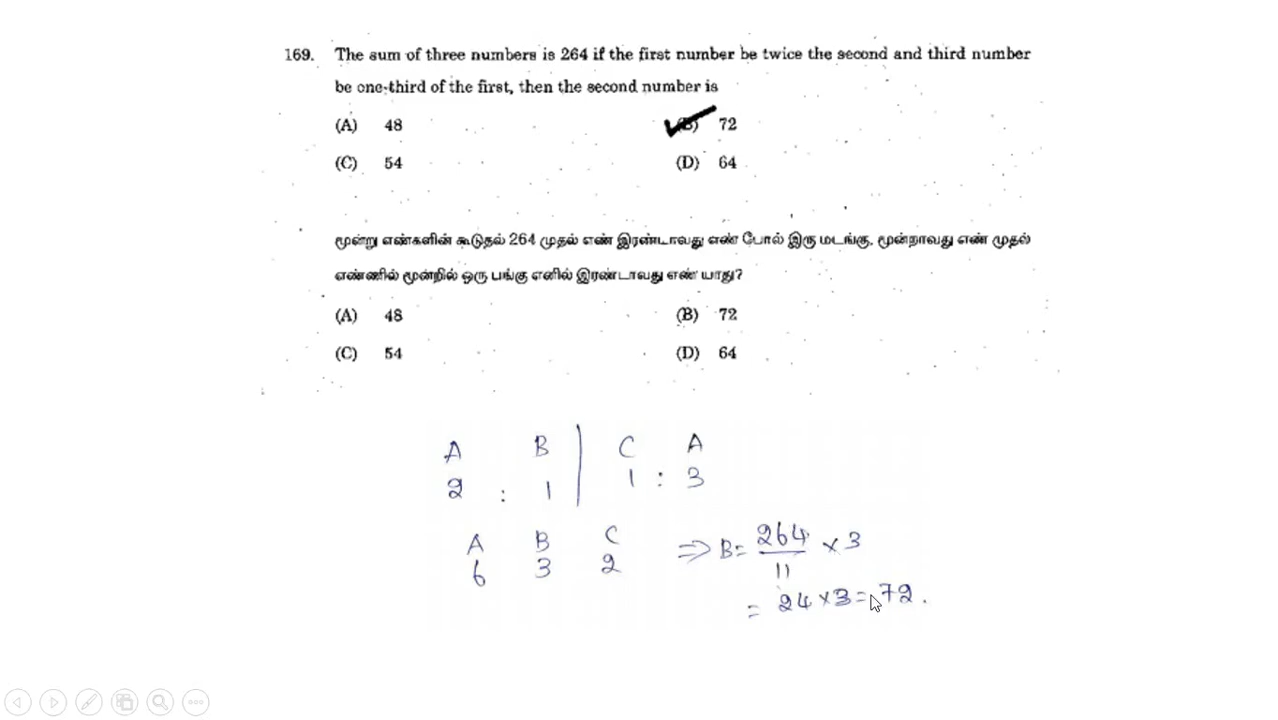 169. The sum of three numbers is 264 if the first number be twice the second and third number
be one-third of the first, then the second number is
(A) 48 (B) 72
(C) 54 (D) 64
மூன்று எண்களின் கூடுதல் 264 முதல் எண் இரண்டாவது எண் போல் இரு மடங்கு. மூன்றாவது எண் முதல்
எண்ணில் மூன்றில் ஒரு பங்கு எனில் இரண்டாவது எண் யாது?
(A) 48 (B) 72
(C) 54 (D) 64
A B | C A
2 : 1 | 1 : 3
A B C ⇒ B = 264/11 × 3
6 3 2
= 24 × 3 = 72.